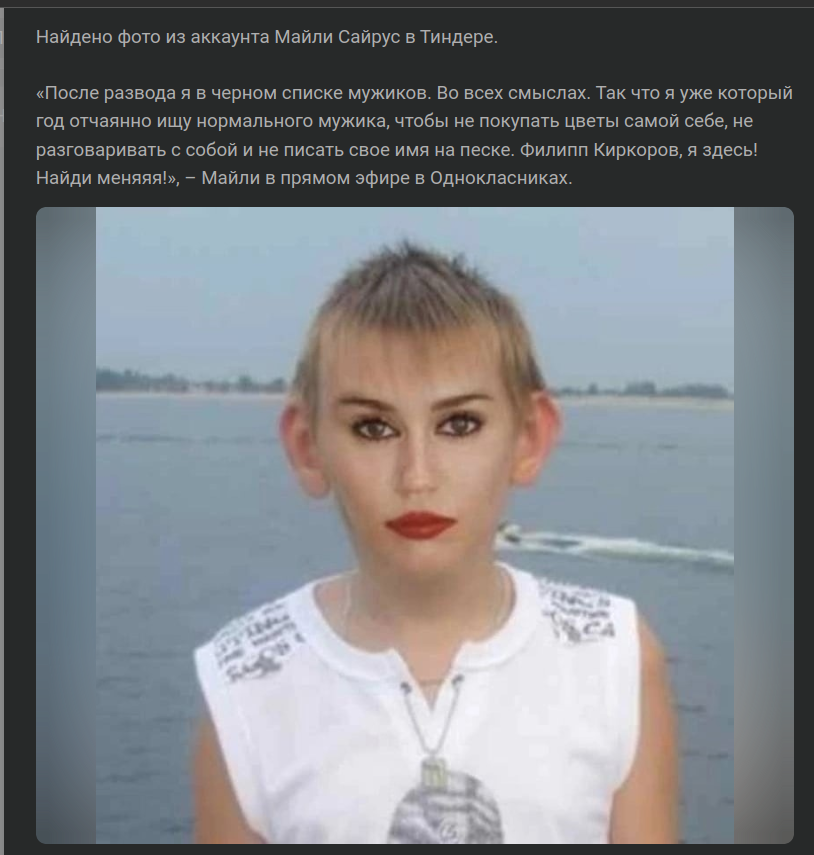 Найдено фото из аккаунта Майли Сайрус в Тиндере.
«После развода я в черном списке мужиков. Во всех смыслах. Так что я уже который
год отчаянно ищу нормального мужика, чтобы не покупать цветы самой себе, не
разговаривать с собой и не писать свое имя на песке. Филипп Киркоров, я здесь!
Найди меняяя!», – Майли в прямом эфире в Однокласниках.